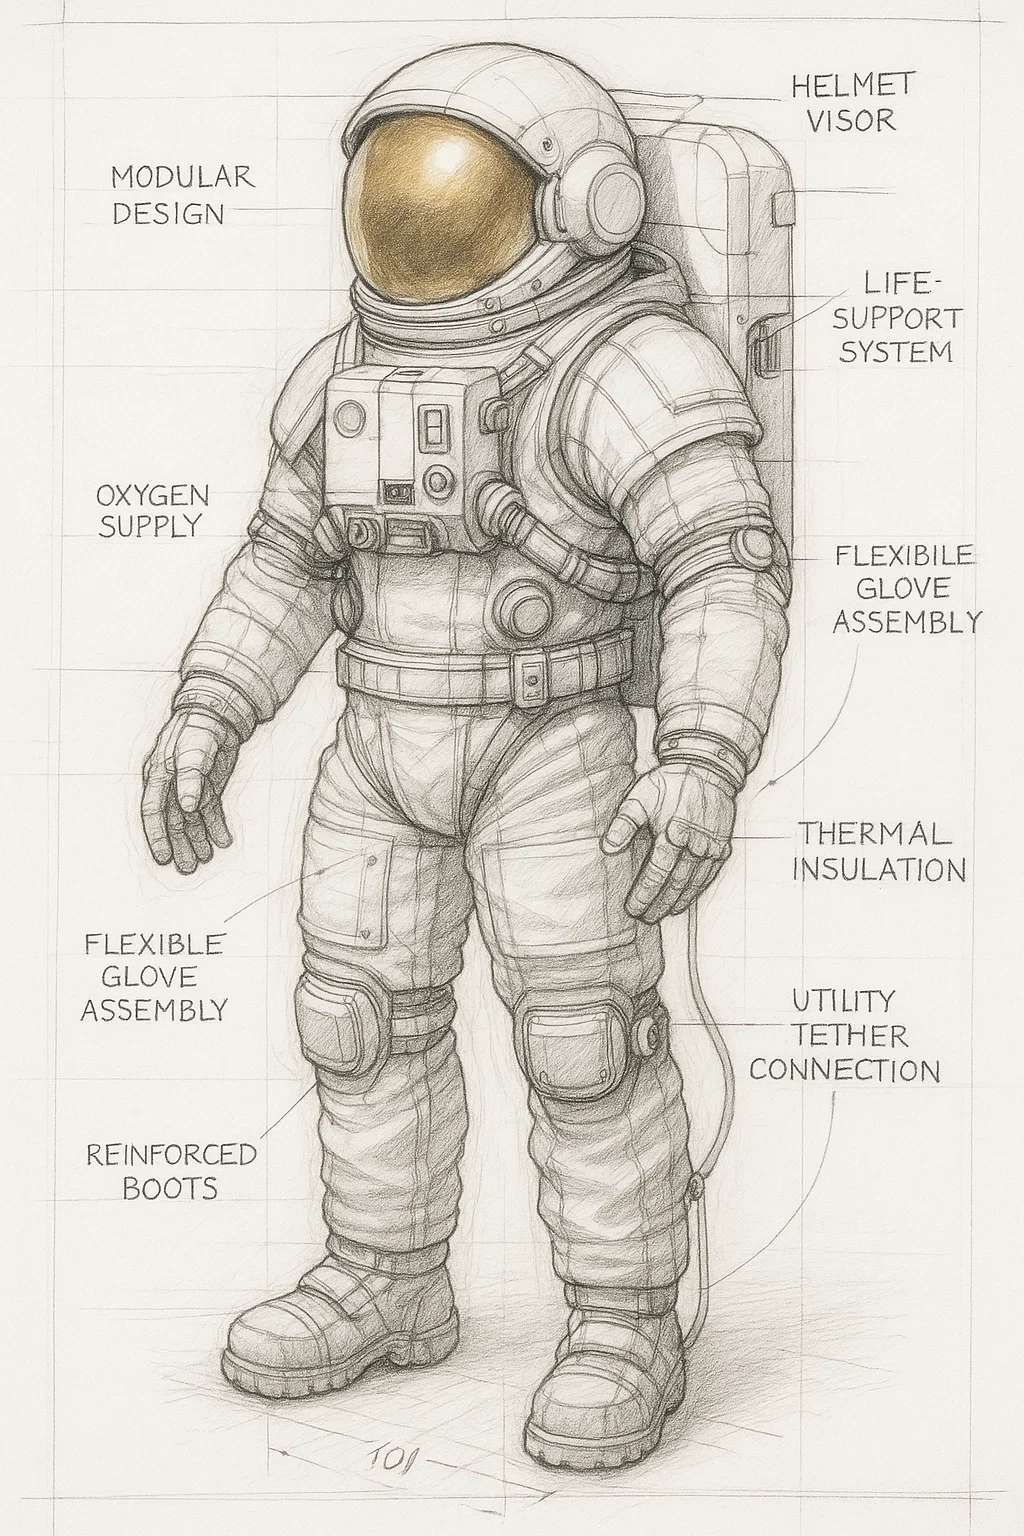 HELMET
VISOR
MODULAR
DESIGN
LIFE-
SUPPORT
SYSTEM
OXYGEN
SUPPLY
FLEXIBILE
GLOVE
ASSEMBLY
THERMAL
INSULATION
FLEXIBLE
GLOVE
ASSEMBLY
UTILITY
TETHER
CONNECTION
REINFORCED
BOOTS